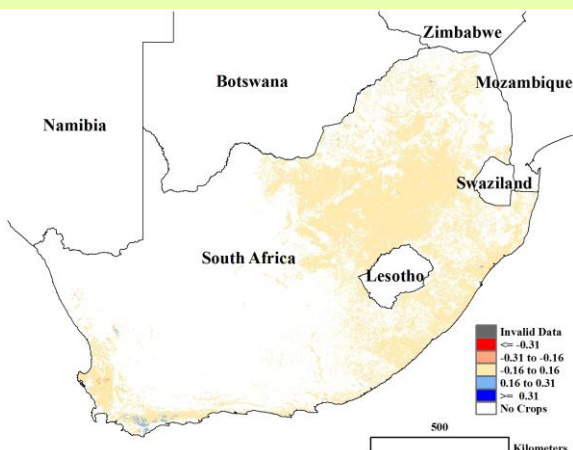 Zimbabwe
Botswana
Mozambique
Namibia
Swaziland
South Africa
Lesotho
Invalid Data
<= -0.31
-0.31 to -0.16
-0.16 to 0.16
0.16 to 0.31
>= 0.31
No Crops
500
Kilometers